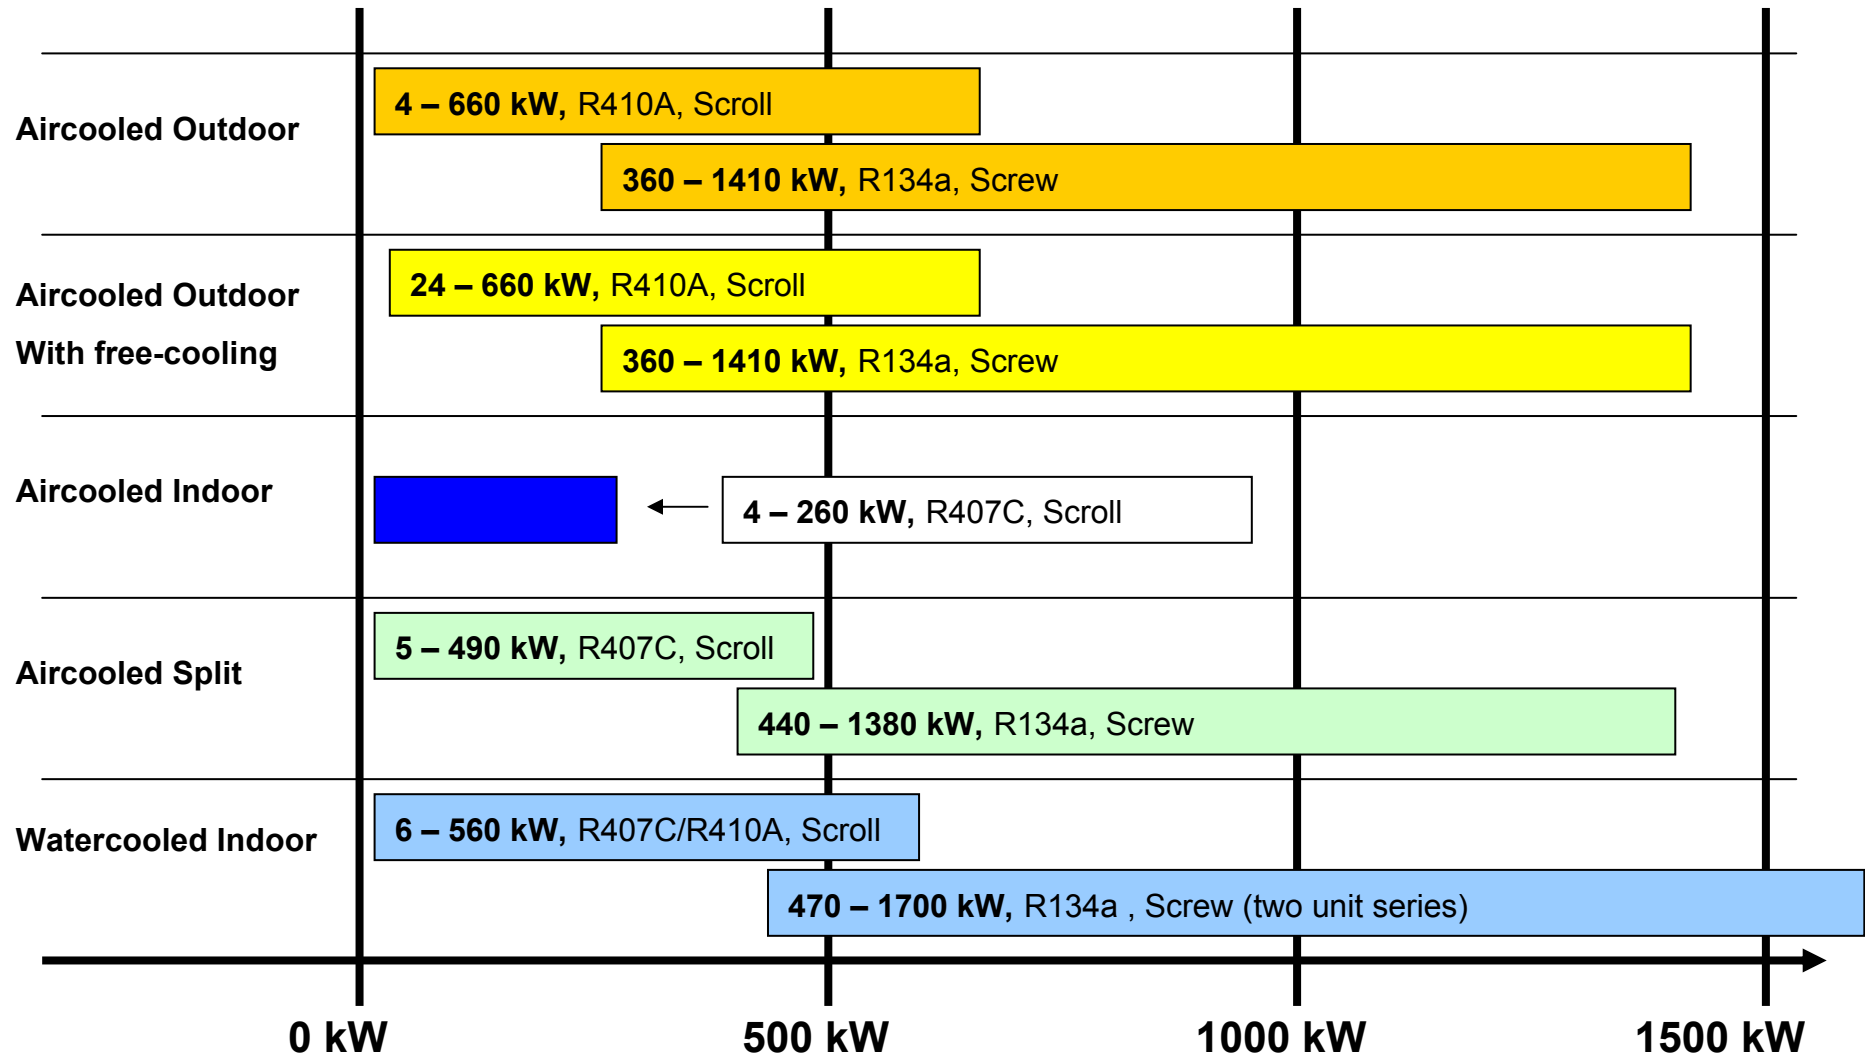 Aircooled Outdoor
4 – 660 kW, R410A, Scroll
360 – 1410 kW, R134a, Screw
Aircooled Outdoor
With free-cooling
24 – 660 kW, R410A, Scroll
360 – 1410 kW, R134a, Screw
Aircooled Indoor
4 – 260 kW, R407C, Scroll
Aircooled Split
5 – 490 kW, R407C, Scroll
440 – 1380 kW, R134a, Screw
Watercooled Indoor
6 – 560 kW, R407C/R410A, Scroll
470 – 1700 kW, R134a , Screw (two unit series)
0 kW
500 kW
1000 kW
1500 kW